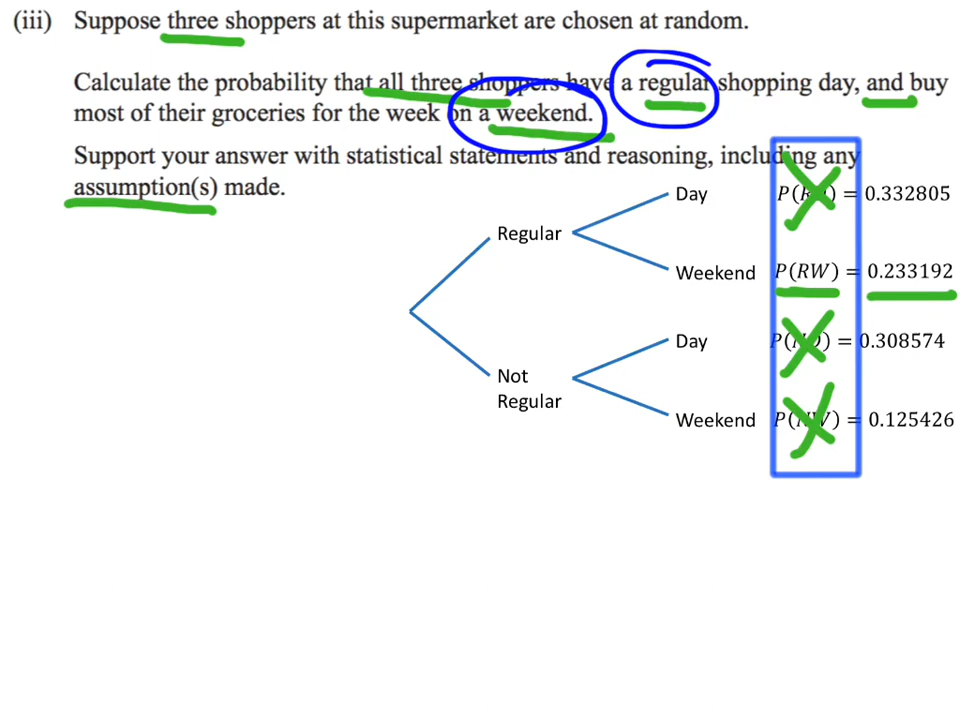 (iii) Suppose three shoppers at this supermarket are chosen at random.
Calculate the probability that all three shoppers have a regular shopping day, and buy
most of their groceries for the week on a weekend.
Support your answer with statistical statements and reasoning, including any
assumption(s) made.
Day P( ) = 0.332805
Regular
Weekend P(RW) = 0.233192
Day P( ) = 0.308574
Not
Regular
Weekend P( ) = 0.125426